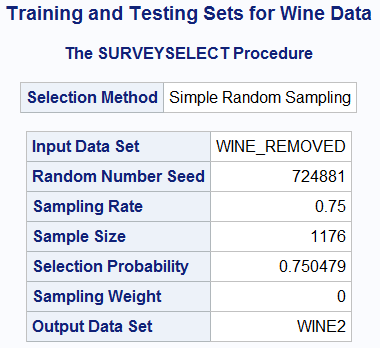 Training and Testing Sets for Wine Data
The SURVEYSELECT Procedure
Selection Method Simple Random Sampling
Input Data Set WINE_REMOVED
Random Number Seed 724881
Sampling Rate 0.75
Sample Size 1176
Selection Probability 0.750479
Sampling Weight 0
Output Data Set WINE2